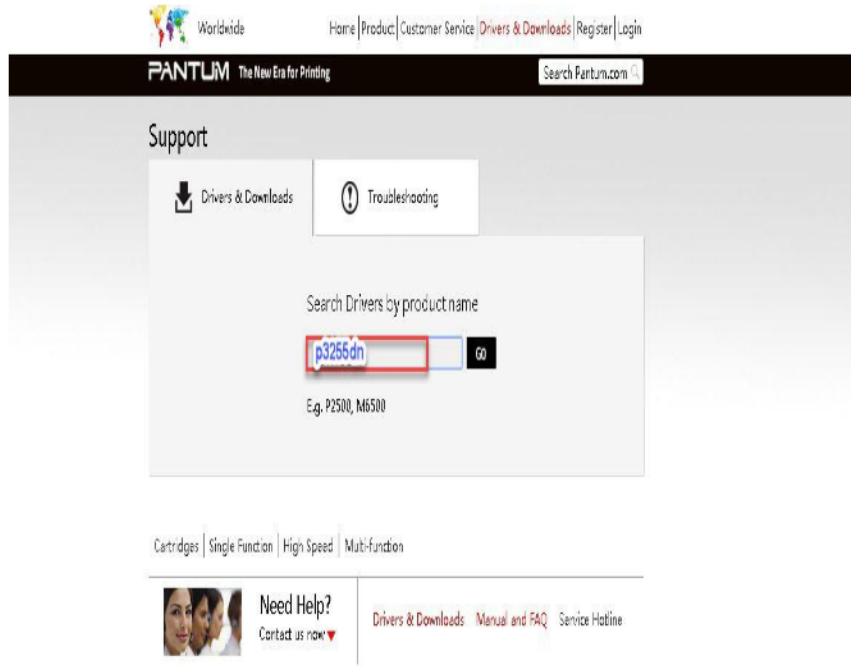 Worldwide
Home | Product | Customer Service | Drivers & Downloads | Register | Login
PANTUM The New Era for Printing
Search Pantum.com
Support
Drivers & Downloads
Troubleshooting
Search Drivers by product name
p3255dn
GO
E.g. P2500, M6500
Cartridges | Single Function | High Speed | Multi-function
Need Help?
Contact us now
Drivers & Downloads Manual and FAQ Service Hotline